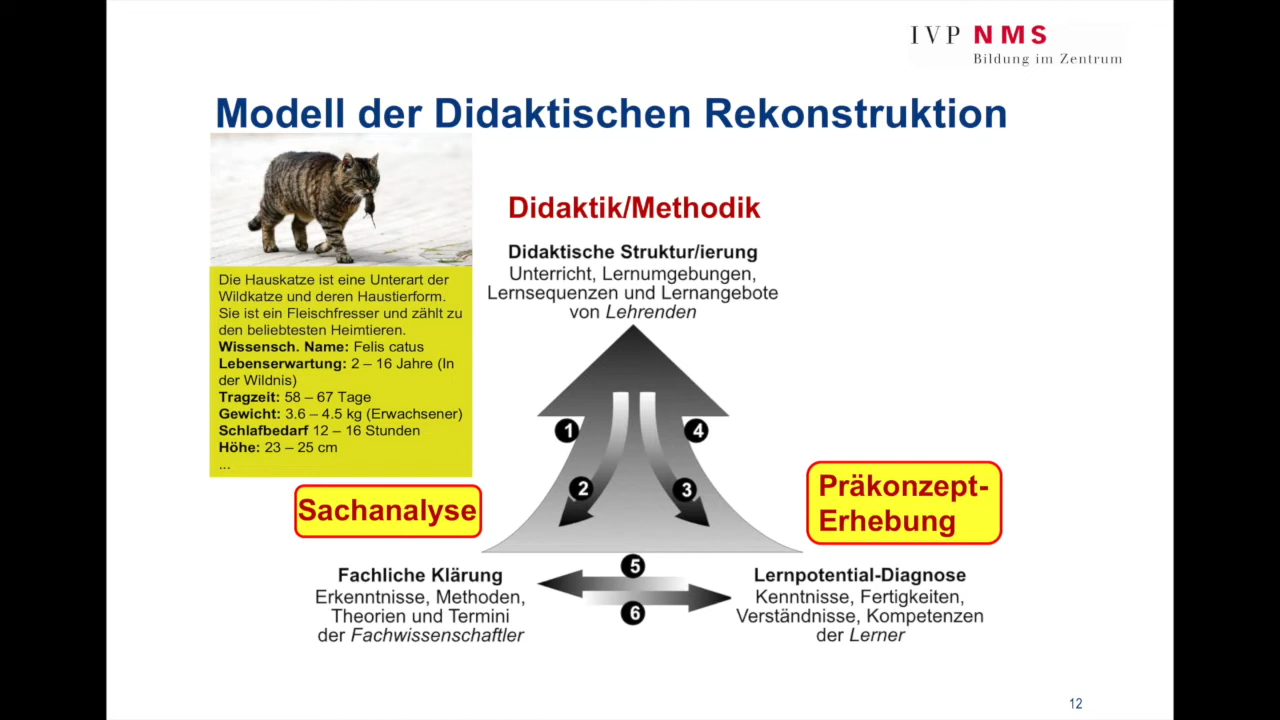 IVP NMS
Bildung im Zentrum
Modell der Didaktischen Rekonstruktion
Die Hauskatze ist eine Unterart der
Wildkatze und deren Haustierform.
Sie ist ein Fleischfresser und zählt zu
den beliebtesten Heimtieren.
Wissensch. Name: Felis catus
Lebenserwartung: 2 – 16 Jahre (In
der Wildnis)
Tragzeit: 58 – 67 Tage
Gewicht: 3.6 – 4.5 kg (Erwachsener)
Schlafbedarf 12 – 16 Stunden
Höhe: 23 – 25 cm
...
Didaktik/Methodik
Didaktische Struktur/ierung
Unterricht, Lernumgebungen,
Lernsequenzen und Lernangebote
von Lehrenden
1
4
2
3
Sachanalyse
Präkonzept-
Erhebung
5
6
Fachliche Klärung
Erkenntnisse, Methoden,
Theorien und Termini
der Fachwissenschaftler
Lernpotential-Diagnose
Kenntnisse, Fertigkeiten,
Verständnisse, Kompetenzen
der Lerner
12